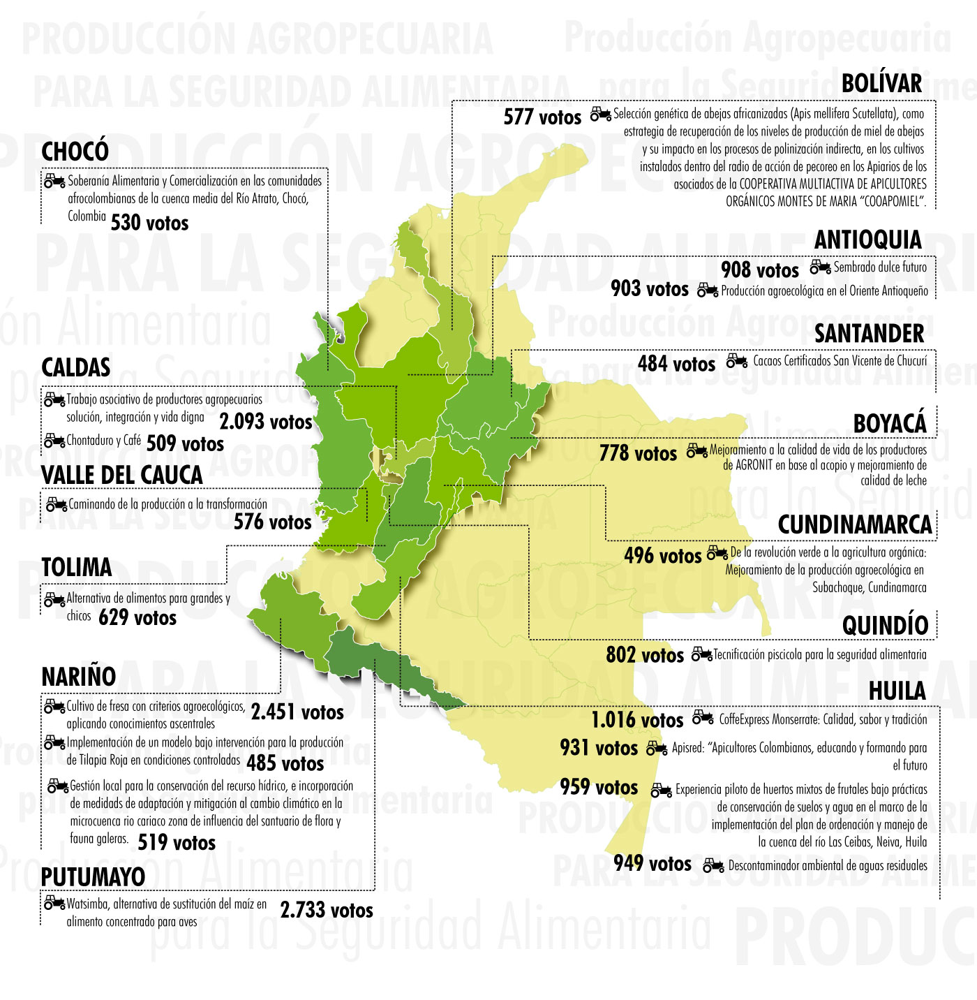 PRODUCCIÓN AGROPECUARIA
Producción Agropecuaria
PARA LA SEGURIDAD ALIMENTARIA
para la Seguridad Alime
CHOCÓ
Soberanía Alimentaria y Comercialización en las comunidades
afrocolombianas de la cuenca media del Río Atrato, Chocó,
Colombia 530 votos
CALDAS
Trabajo asociativo de productores agropecuarios
solución, integración y vida digna 2.093 votos
Chontaduro y Café 509 votos
VALLE DEL CAUCA
Caminando de la producción a la transformación
576 votos
TOLIMA
Alternativa de alimentos para grandes y
chicos 629 votos
NARIÑO
Cultivo de fresa con criterios agroecológicos, 2.451 votos
aplicando conocimientos ascentrales
Implementación de un modelo bajo intervención para la producción
de Tilapia Roja en condiciones controladas 485 votos
Gestión local para la conservación del recurso hídrico, e incorporación
de medidads de adaptación y mitigación al cambio climático en la
microcuenca rio cariaco zona de influencia del santuario de flora y
fauna galeras. 519 votos
PUTUMAYO
Watsimba, alternativa de sustitución del maíz en 2.733 votos
alimento concentrado para aves
BOLÍVAR
577 votos Selección genética de abejas africanizadas (Apis mellifera Scutellata), como
estrategia de recuperación de los niveles de producción de miel de abejas
y su impacto en los procesos de polinización indirecta, en los cultivos
instalados dentro del radio de acción de pecoreo en los Apiarios de los
asociados de la COOPERATIVA MULTIACTIVA DE APICULTORES
ORGÁNICOS MONTES DE MARIA “COOAPOMIEL”.
ANTIOQUIA
908 votos Sembrado dulce futuro
903 votos Producción agroecológica en el Oriente Antioqueño
SANTANDER
484 votos Cacaos Certificados San Vicente de Chucurí
BOYACÁ
778 votos Mejoramiento a la calidad de vida de los productores
de AGRONIT en base al acopio y mejoramiento de
calidad de leche
CUNDINAMARCA
496 votos De la revolución verde a la agricultura orgánica:
Mejoramiento de la producción agroecológica en
Subachoque, Cundinamarca
QUINDÍO
802 votos Tecnificación piscicola para la seguridad alimentaria
HUILA
1.016 votos CoffeExpress Monserrate: Calidad, sabor y tradición
931 votos Apisred: “Apicultores Colombianos, educando y formando para
el futuro
959 votos Experiencia piloto de huertos mixtos de frutales bajo prácticas
de conservación de suelos y agua en el marco de la
implementación del plan de ordenación y manejo de
la cuenca del río Las Ceibas, Neiva, Huila
949 votos Descontaminador ambiental de aguas residuales
para la Seguridad Alimentaria
PRODUC